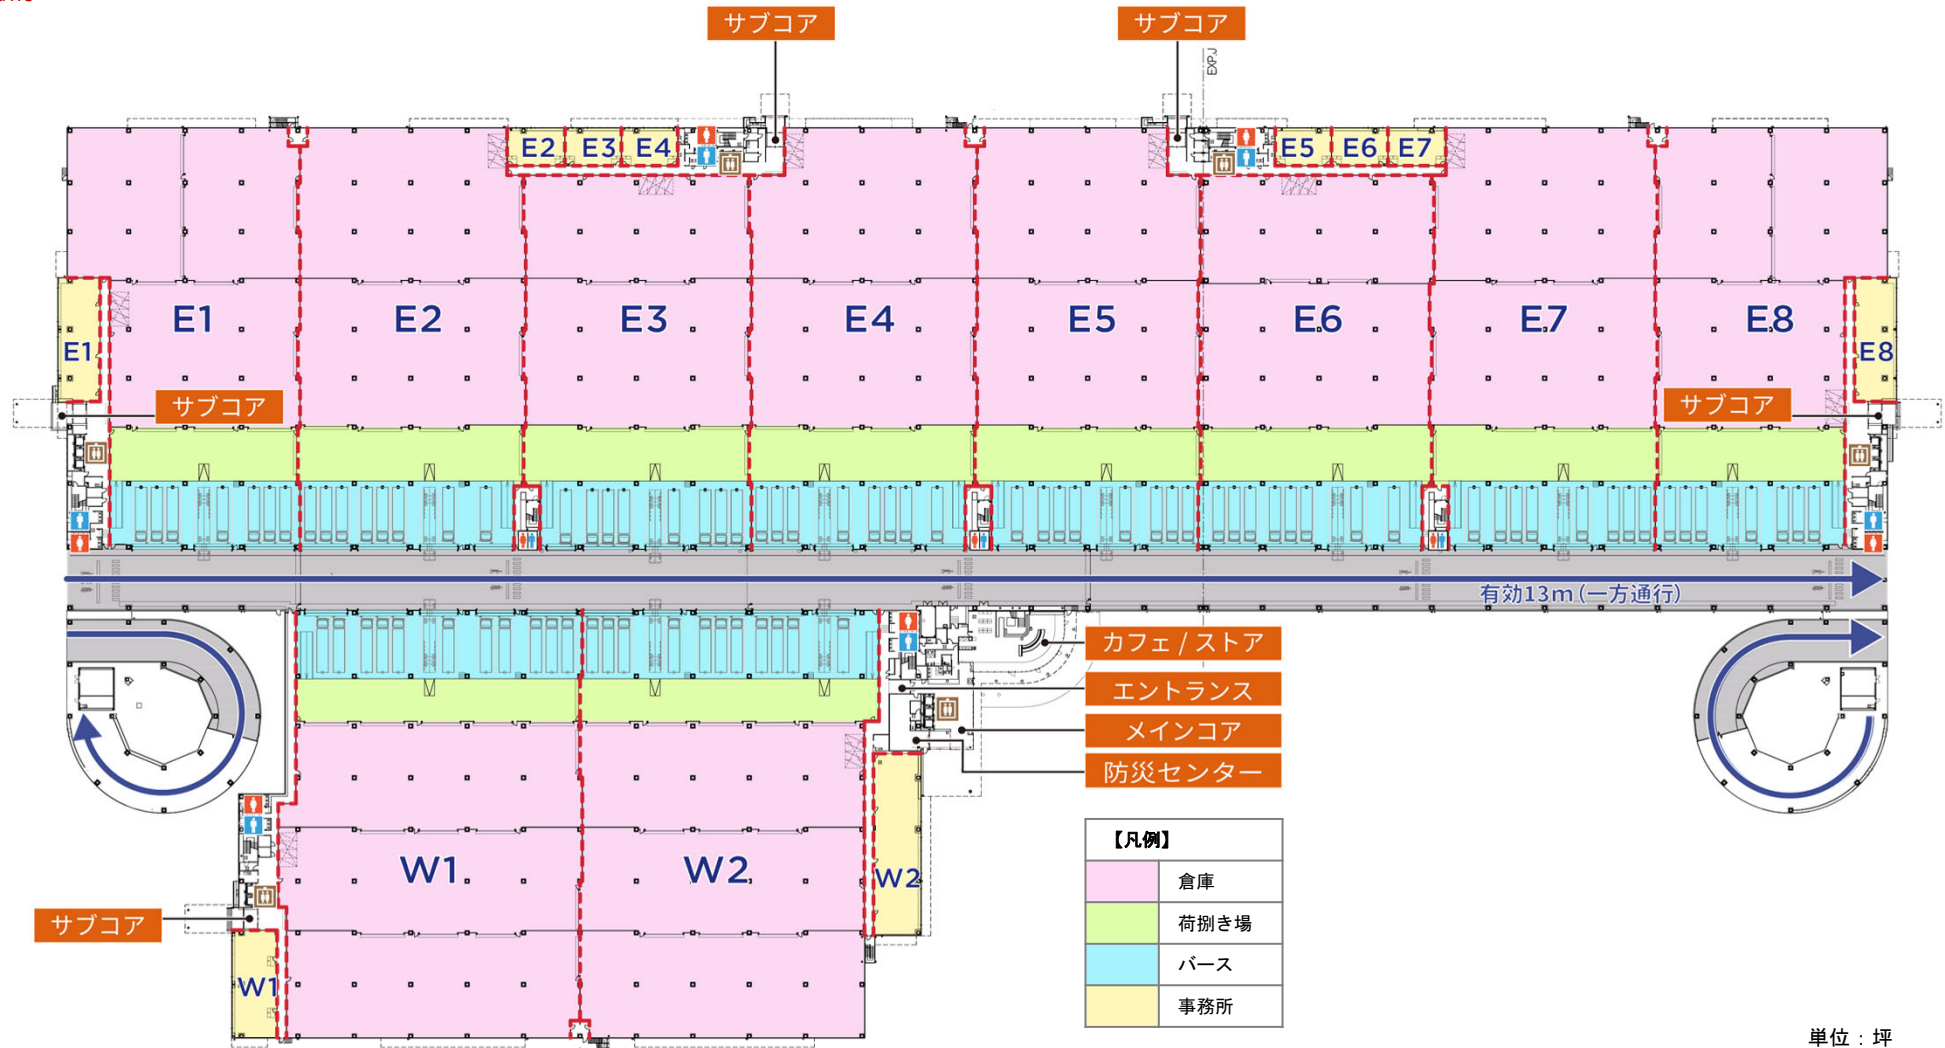 サブコア
サブコア
EXP.J
E2
E3
E4
E5
E6
E7
E1
E2
E3
E4
E5
E6
E7
E8
E1
E8
サブコア
サブコア
有効13m(一方通行)
カフェ / ストア
エントランス
メインコア
防災センター
【凡例】
倉庫
荷捌き場
バース
事務所
W1
W2
W2
サブコア
W1
単位：坪